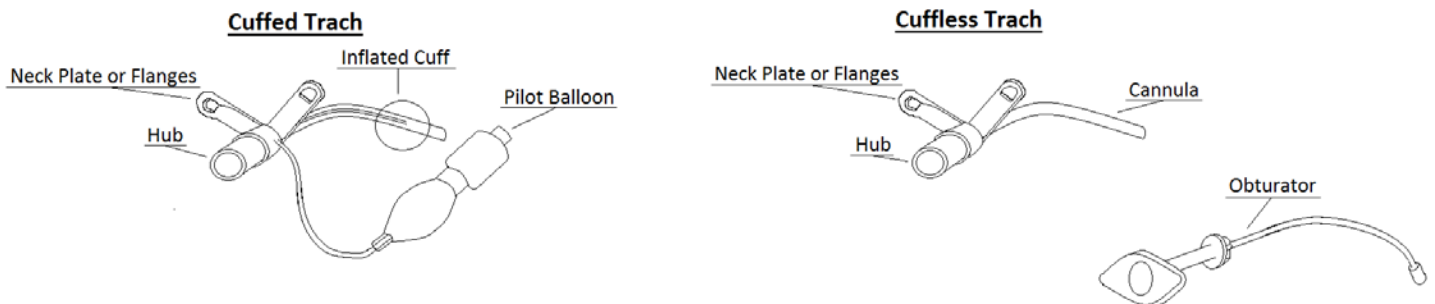 Cuffed Trach
Inflated Cuff
Neck Plate or Flanges
Pilot Balloon
Hub
Cuffless Trach
Neck Plate or Flanges
Cannula
Hub
Obturator